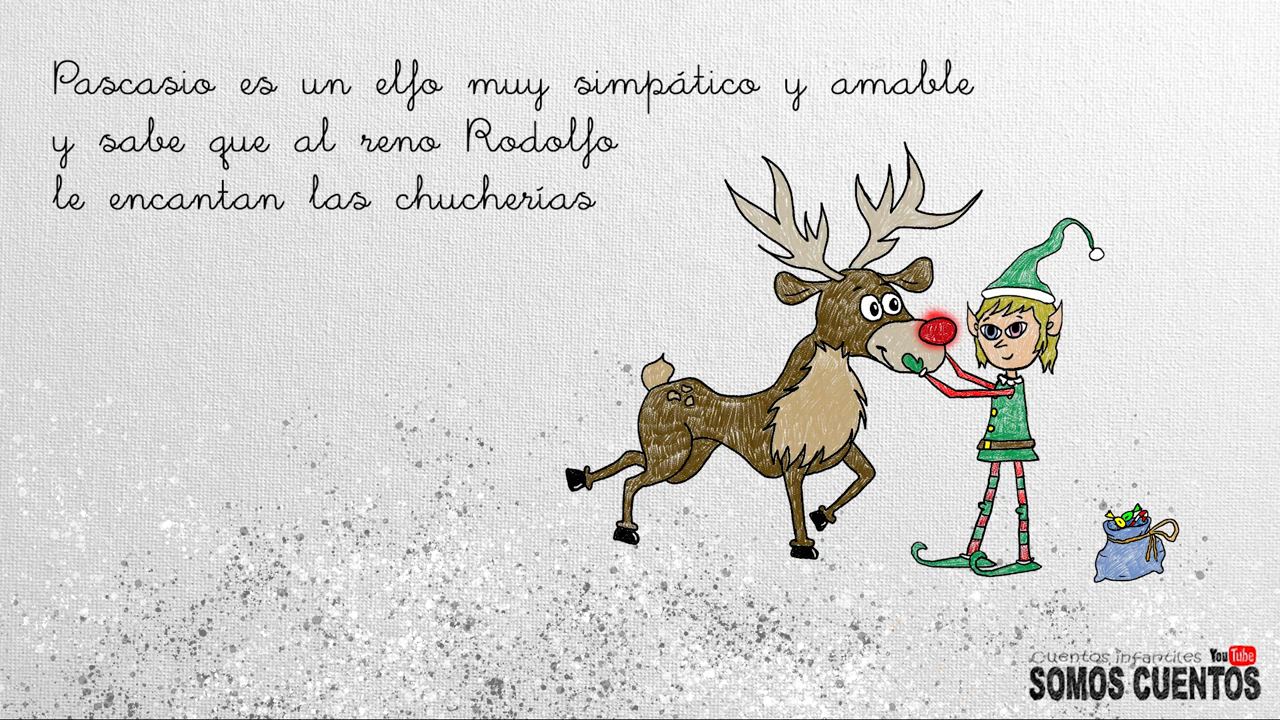 Pascasio es un elfo muy simpático y amable
y sabe que al reno Rodolfo
le encantan las chucherías
Cuentos infantiles YouTube
SOMOS CUENTOS